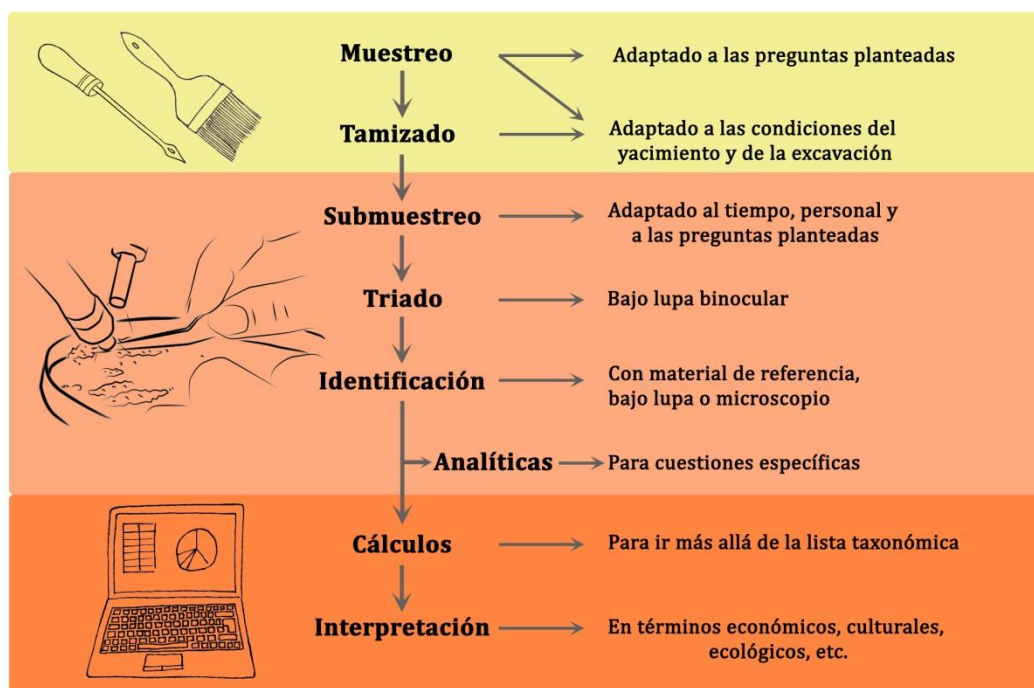 Muestreo
Adaptado a las preguntas planteadas
Tamizado
Adaptado a las condiciones del
yacimiento y de la excavación
Submuestreo
Adaptado al tiempo, personal y
a las preguntas planteadas
Triado
Bajo lupa binocular
Identificación
Con material de referencia,
bajo lupa o microscopio
Analíticas
Para cuestiones específicas
Cálculos
Para ir más allá de la lista taxonómica
Interpretación
En términos económicos, culturales,
ecológicos, etc.